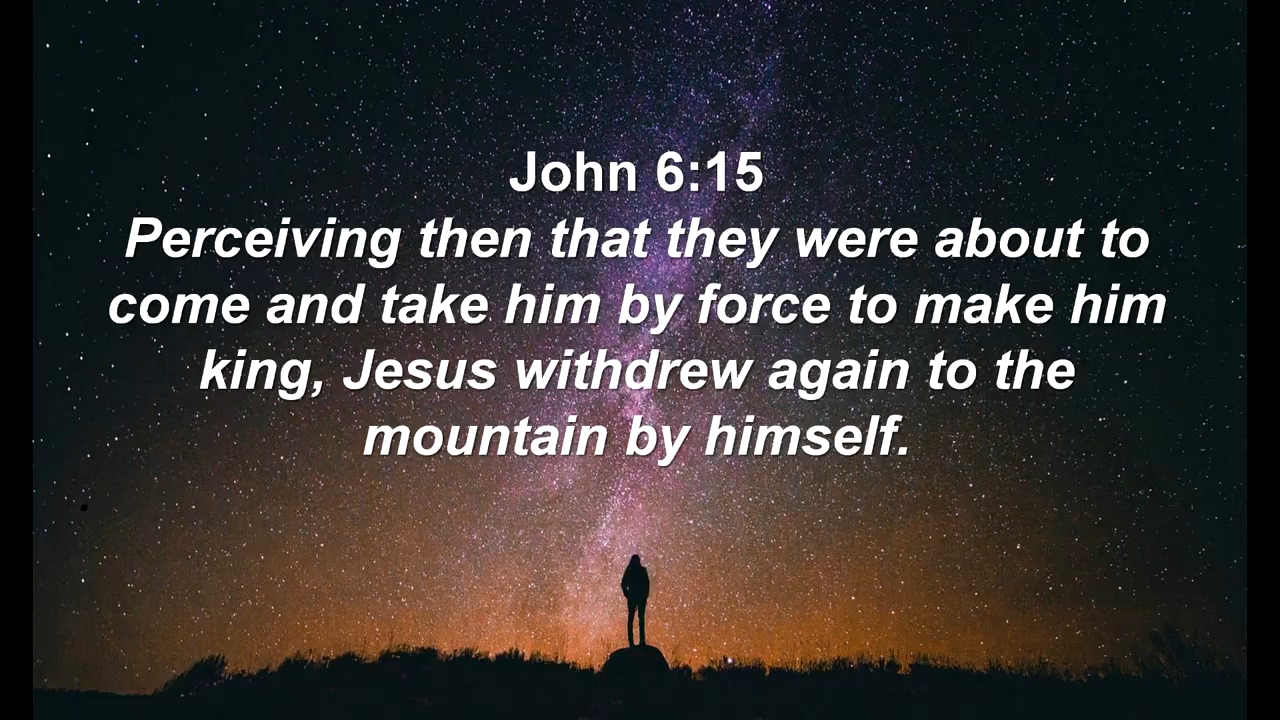 John 6:15
Perceiving then that they were about to
come and take him by force to make him
king, Jesus withdrew again to the
mountain by himself.